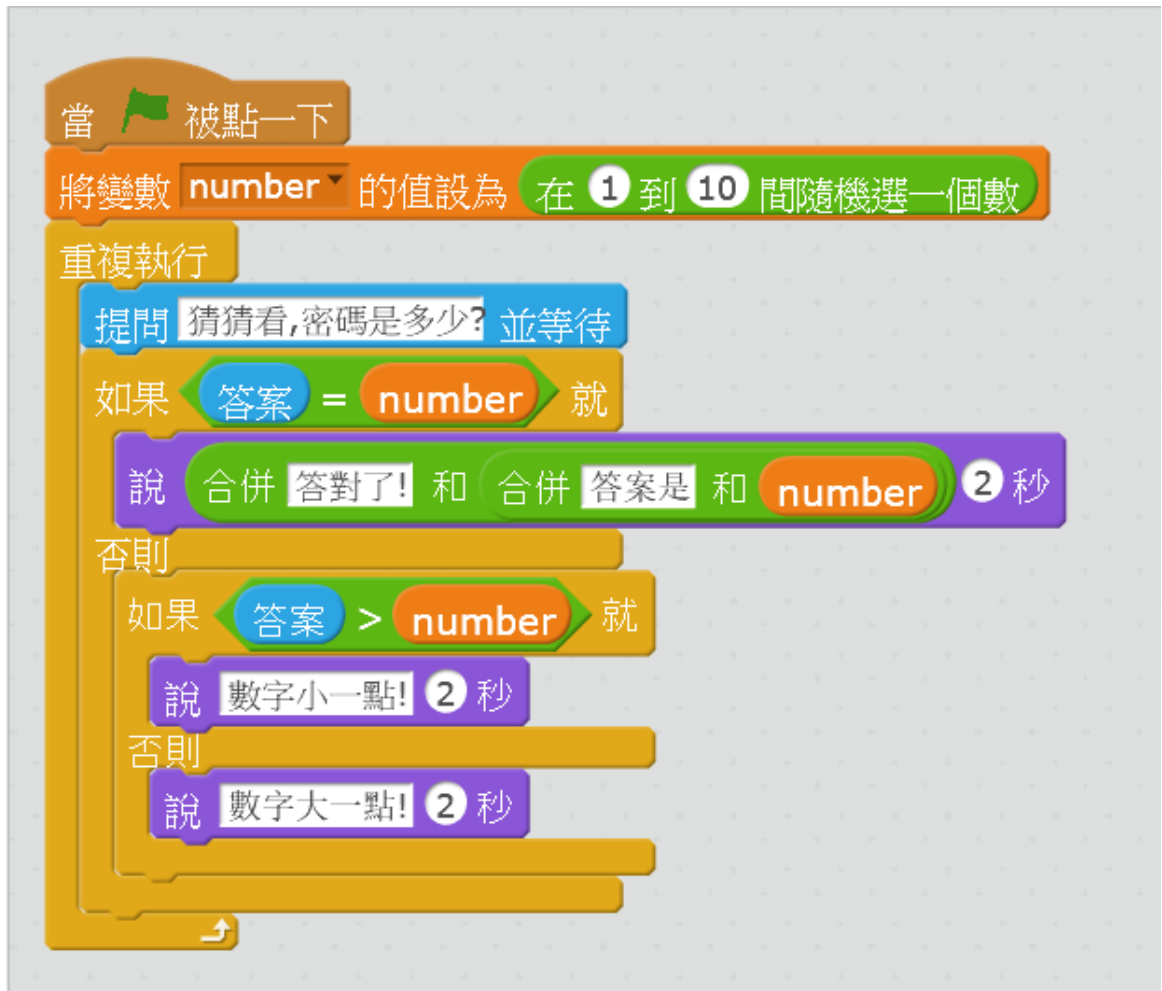 當 被點一下
將變數 number 的值設為 在 1 到 10 間隨機選一個數
重複執行
提問 猜猜看,密碼是多少? 並等待
如果 答案 = number 就
說 合併 答對了! 和 合併 答案是 和 number 2 秒
否則
如果 答案 > number 就
說 數字小一點! 2 秒
否則
說 數字大一點! 2 秒